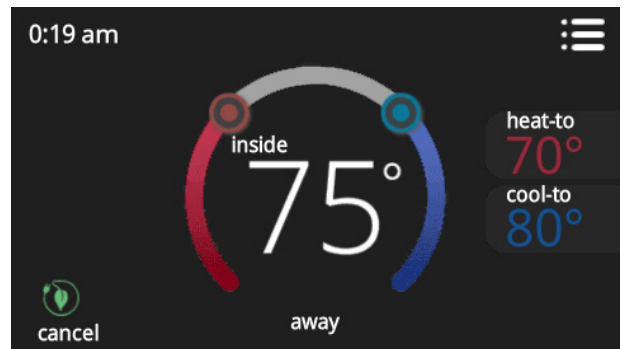 0:19 am
inside
75°
heat-to
70°
cool-to
80°
cancel
away